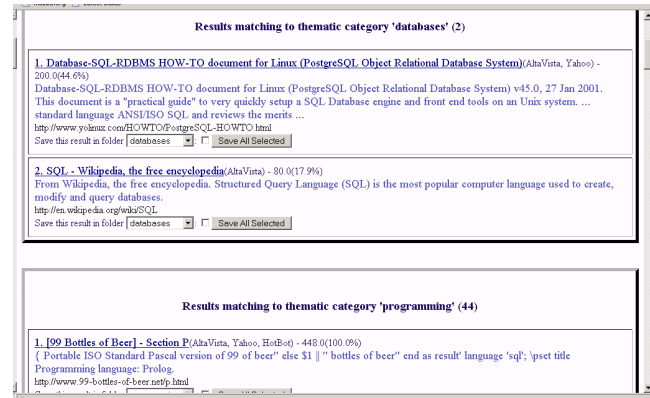 Results matching to thematic category 'databases' (2)
1. Database-SQL-RDBMS HOW-TO document for Linux (PostgreSQL Object Relational Database System)(AltaVista, Yahoo) -
200.0(44.6%)
Database-SQL-RDBMS HOW-TO document for Linux (PostgreSQL Object Relational Database System) v45.0, 27 Jan 2001.
This document is a "practical guide" to very quickly setup a SQL Database engine and front end tools on an Unix system. ...
standard language ANSI/ISO SQL and reviews the merits ...
http://www.yolinux.com/HOWTO/PostgreSQL-HOWTO.html
Save this result in folder databases : Save All Selected
2. SQL - Wikipedia, the free encyclopedia(AltaVista) - 80.0(17.9%)
From Wikipedia, the free encyclopedia. Structured Query Language (SQL) is the most popular computer language used to create,
modify and query databases.
http://en.wikipedia.org/wiki/SQL
Save this result in folder databases : Save All Selected
Results matching to thematic category 'programming' (44)
1. [99 Bottles of Beer] - Section P(AltaVista, Yahoo, HotBot) - 448.0(100.0%)
{ Portable ISO Standard Pascal version of 99 of beer" else $1 || " bottles of beer" end as result' language 'sql'; \pset title
Programming language: Prolog.
http://www.99-bottles-of-beer.net/p.html